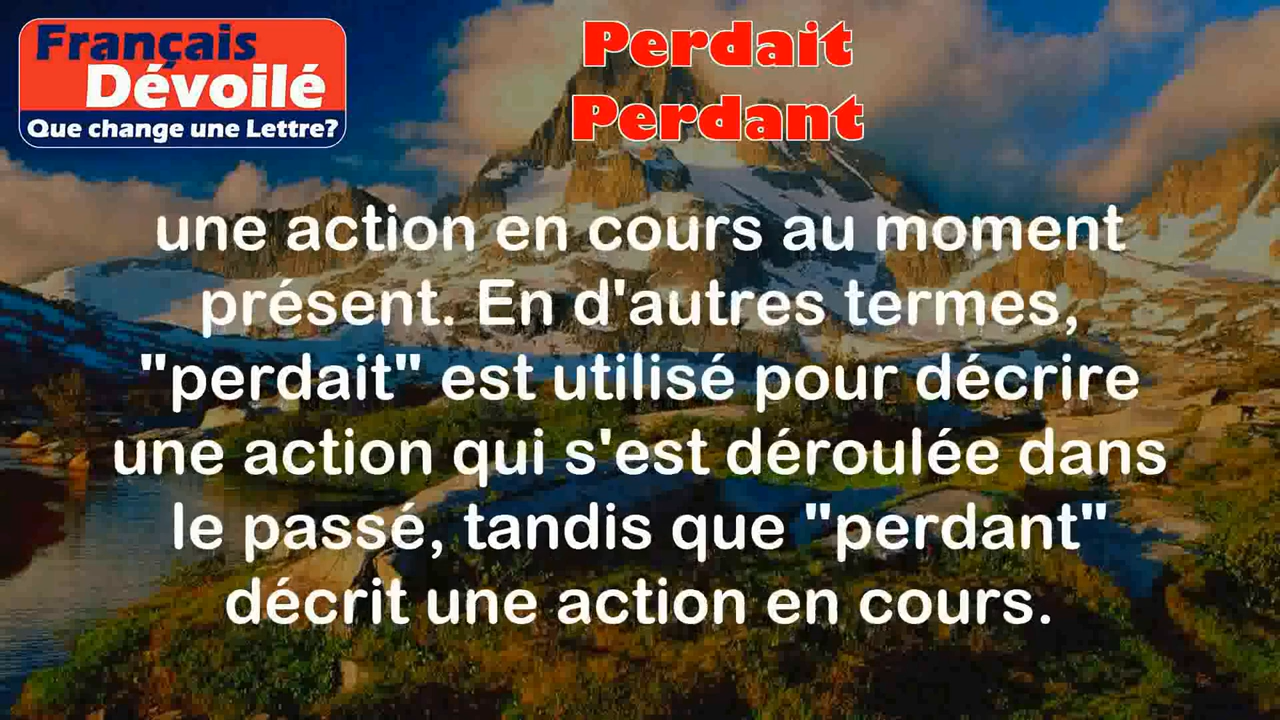 Français
Dévoilé
Que change une Lettre?
Perdait
Perdant
une action en cours au moment
présent. En d'autres termes,
"perdait" est utilisé pour décrire
une action qui s'est déroulée dans
le passé, tandis que "perdant"
décrit une action en cours.